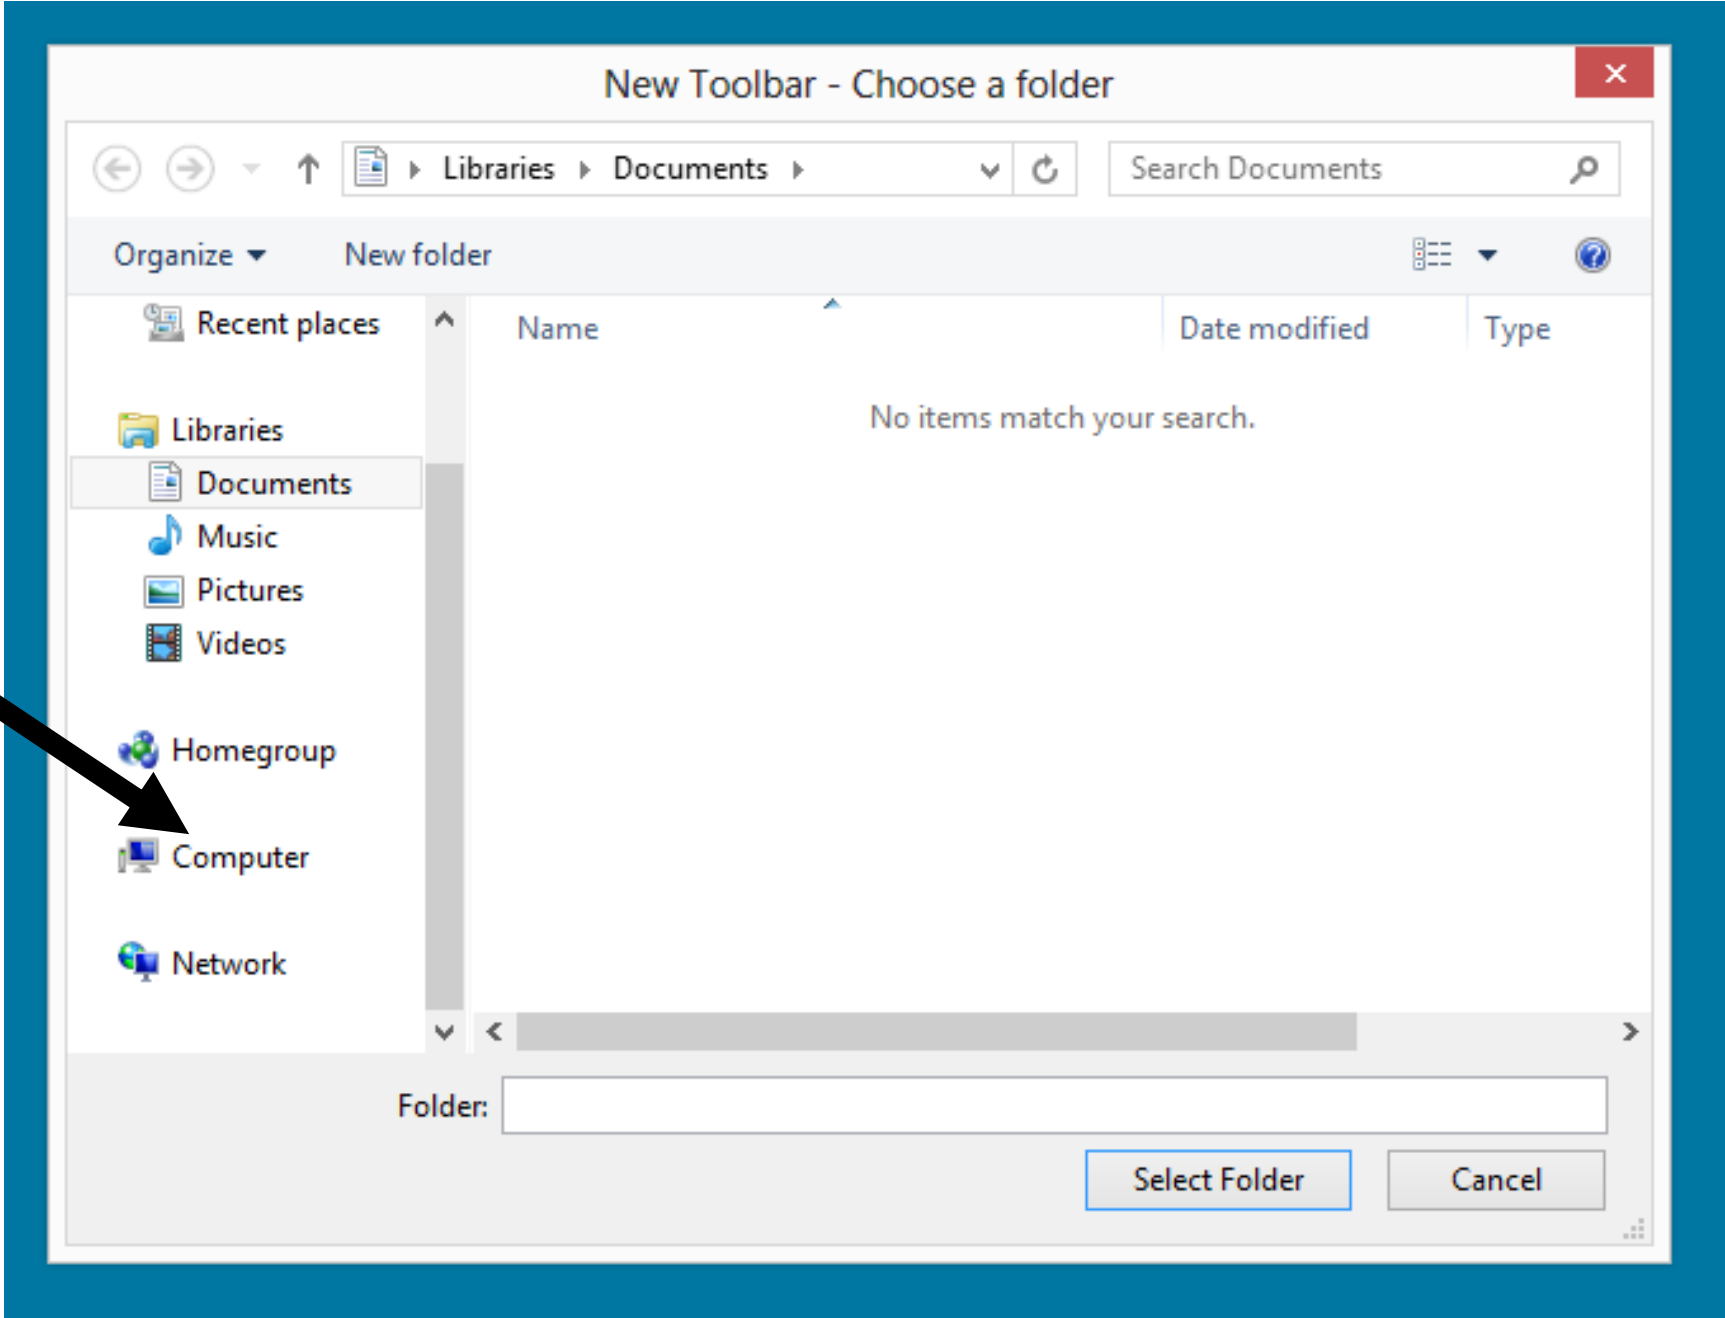 New Toolbar - Choose a folder
Libraries Documents
Search Documents
Organize New folder
Recent places
Libraries
Documents
Music
Pictures
Videos
Homegroup
Computer
Network
Name Date modified Type
No items match your search.
Folder:
Select Folder Cancel